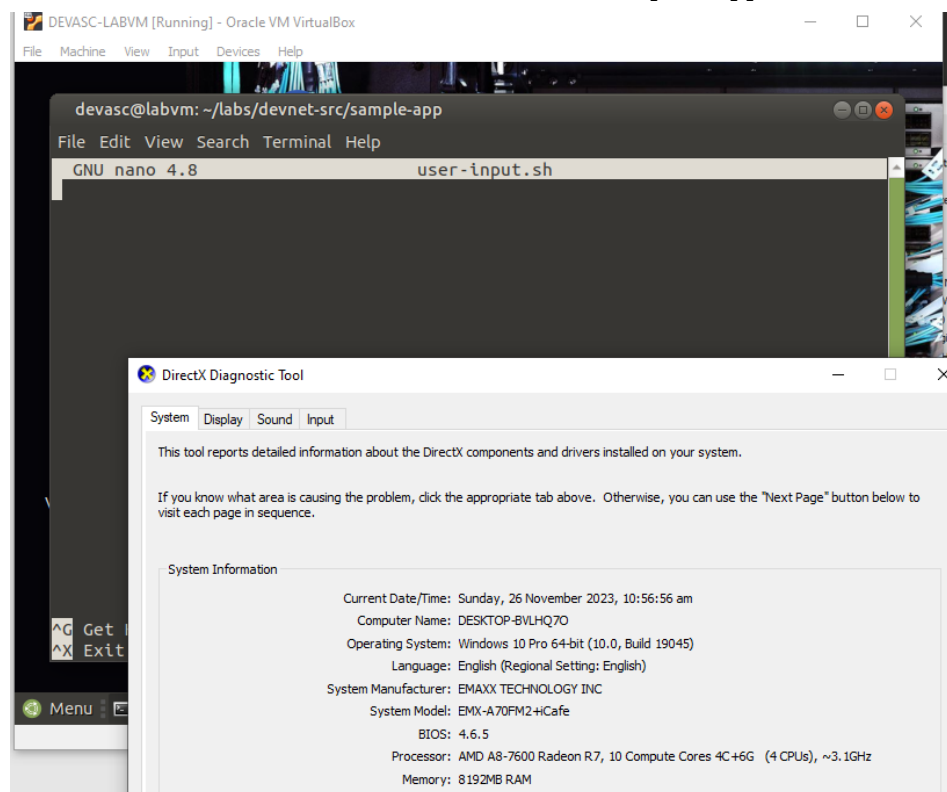 DEVASC-LABVM [Running] - Oracle VM VirtualBox
File Machine View Input Devices Help
devasc@labvm: ~/labs/devnet-src/sample-app
File Edit View Search Terminal Help
GNU nano 4.8 user-input.sh
DirectX Diagnostic Tool
System Display Sound Input
This tool reports detailed information about the DirectX components and drivers installed on your system.
If you know what area is causing the problem, click the appropriate tab above. Otherwise, you can use the "Next Page" button below to
visit each page in sequence.
System Information
Current Date/Time: Sunday, 26 November 2023, 10:56:56 am
Computer Name: DESKTOP-BVLHQ7O
^G Get
Operating System: Windows 10 Pro 64-bit (10.0, Build 19045)
^X Exit
Language: English (Regional Setting: English)
System Manufacturer: EMAXX TECHNOLOGY INC
Menu
System Model: EMX-A70FM2+iCafe
BIOS: 4.6.5
Processor: AMD A8-7600 Radeon R7, 10 Compute Cores 4C+6G (4 CPUs), ~3.1GHz
Memory: 8192MB RAM